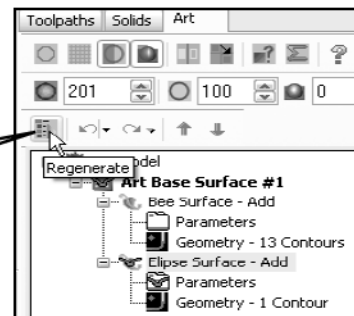 Toolpaths Solids Art
201 100 0
Regenerate odel
Art Base Surface #1
Bee Surface - Add
Parameters
Geometry - 13 Contours
Elipse Surface - Add
Parameters
Geometry - 1 Contour